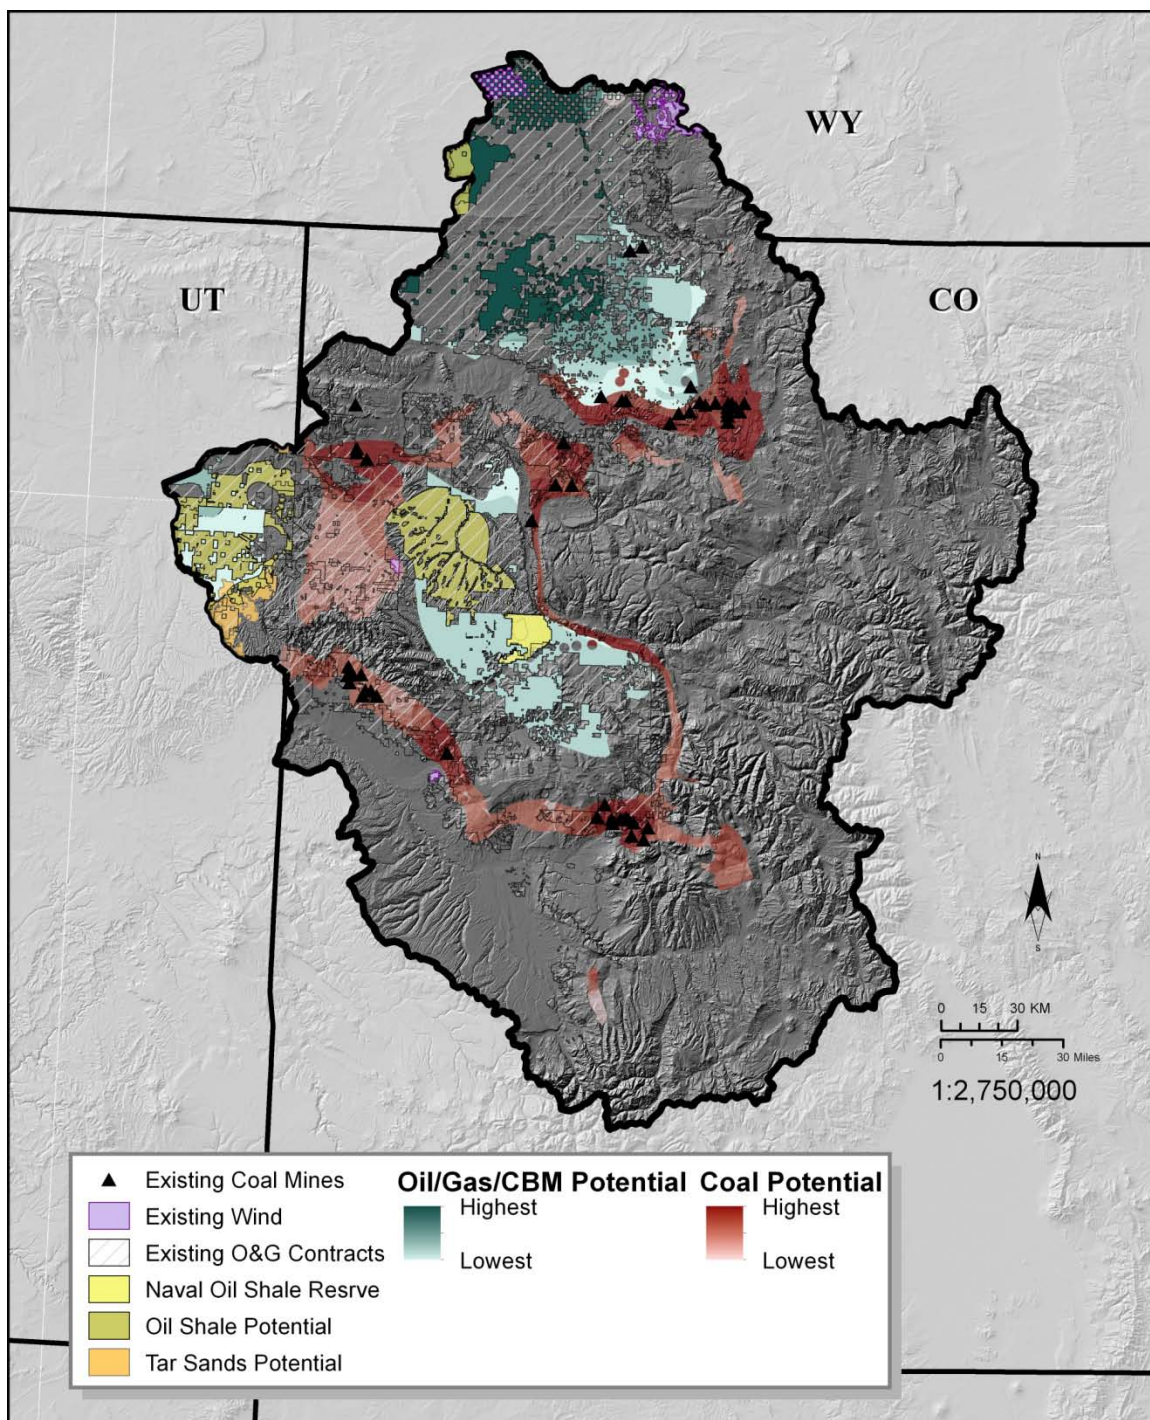 WY
UT
CO
N
S
0 15 30 KM
0 15 30 Miles
1:2,750,000
Existing Coal Mines
Existing Wind
Existing O&G Contracts
Naval Oil Shale Resrve
Oil Shale Potential
Tar Sands Potential
Oil/Gas/CBM Potential
Highest
Lowest
Coal Potential
Highest
Lowest